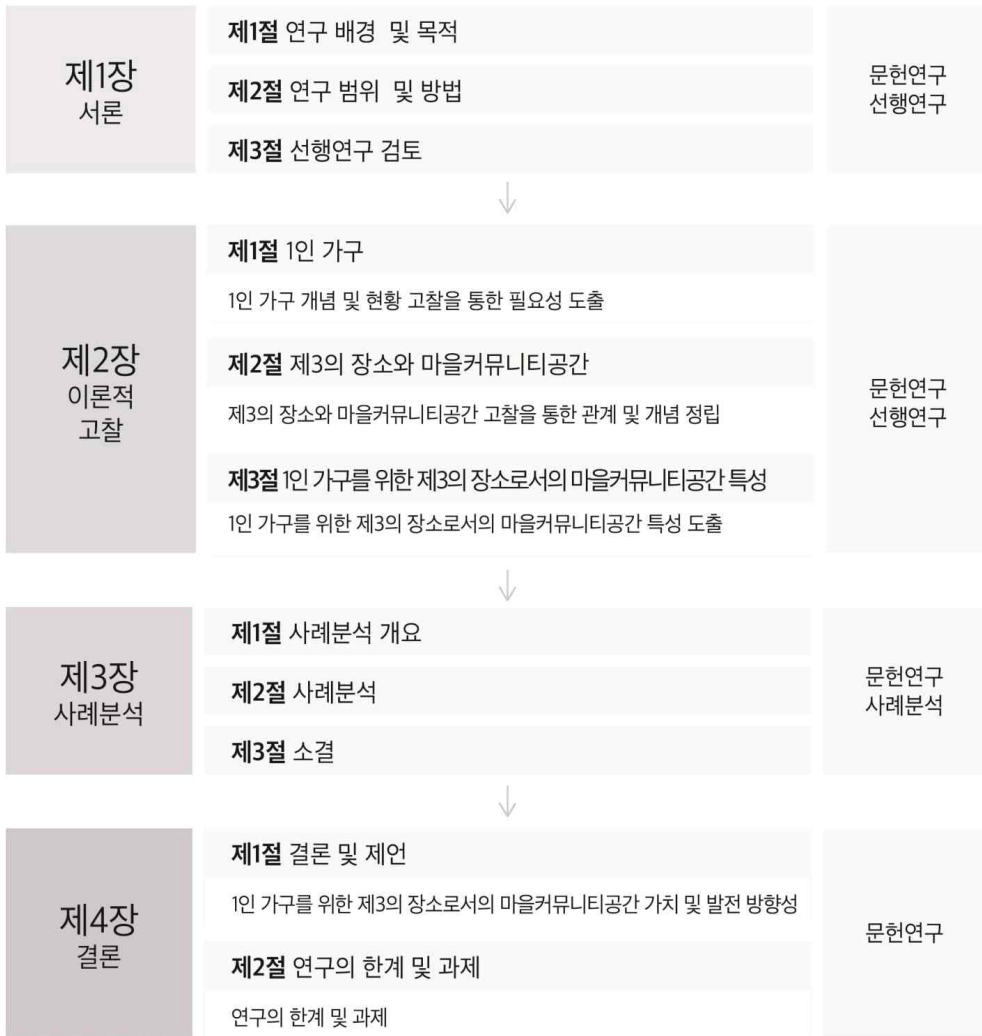 제1장
서론
제1절 연구 배경 및 목적
제2절 연구 범위 및 방법
제3절 선행연구 검토
문헌연구
선행연구
제2장
이론적
고찰
제1절 1인 가구
1인 가구 개념 및 현황 고찰을 통한 필요성 도출
제2절 제3의 장소와 마을커뮤니티공간
제3의 장소와 마을커뮤니티공간 고찰을 통한 관계 및 개념 정립
제3절 1인 가구를 위한 제3의 장소로서의 마을커뮤니티공간 특성
1인 가구를 위한 제3의 장소로서의 마을커뮤니티공간 특성 도출
문헌연구
선행연구
제3장
사례분석
제1절 사례분석 개요
제2절 사례분석
제3절 소결
문헌연구
사례분석
제4장
결론
제1절 결론 및 제언
1인 가구를 위한 제3의 장소로서의 마을커뮤니티공간 가치 및 발전 방향성
제2절 연구의 한계 및 과제
연구의 한계 및 과제
문헌연구